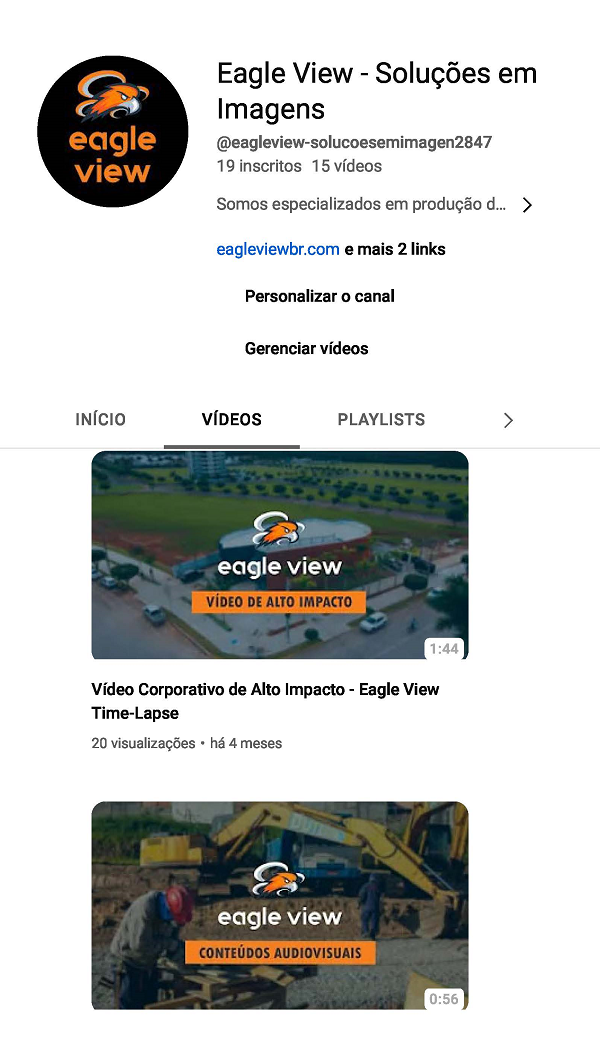 eagle
view
Eagle View - Soluções em
Imagens
@eagleview-solucoesemimagen2847
19 inscritos 15 vídeos
Somos especializados em produção d...
eagleviewbr.com e mais 2 links
Personalizar o canal
Gerenciar vídeos
INÍCIO VÍDEOS PLAYLISTS
eagle view
VÍDEO DE ALTO IMPACTO
1:44
Vídeo Corporativo de Alto Impacto - Eagle View
Time-Lapse
20 visualizações • há 4 meses
eagle view
CONTEÚDOS AUDIOVISUAIS
0:56